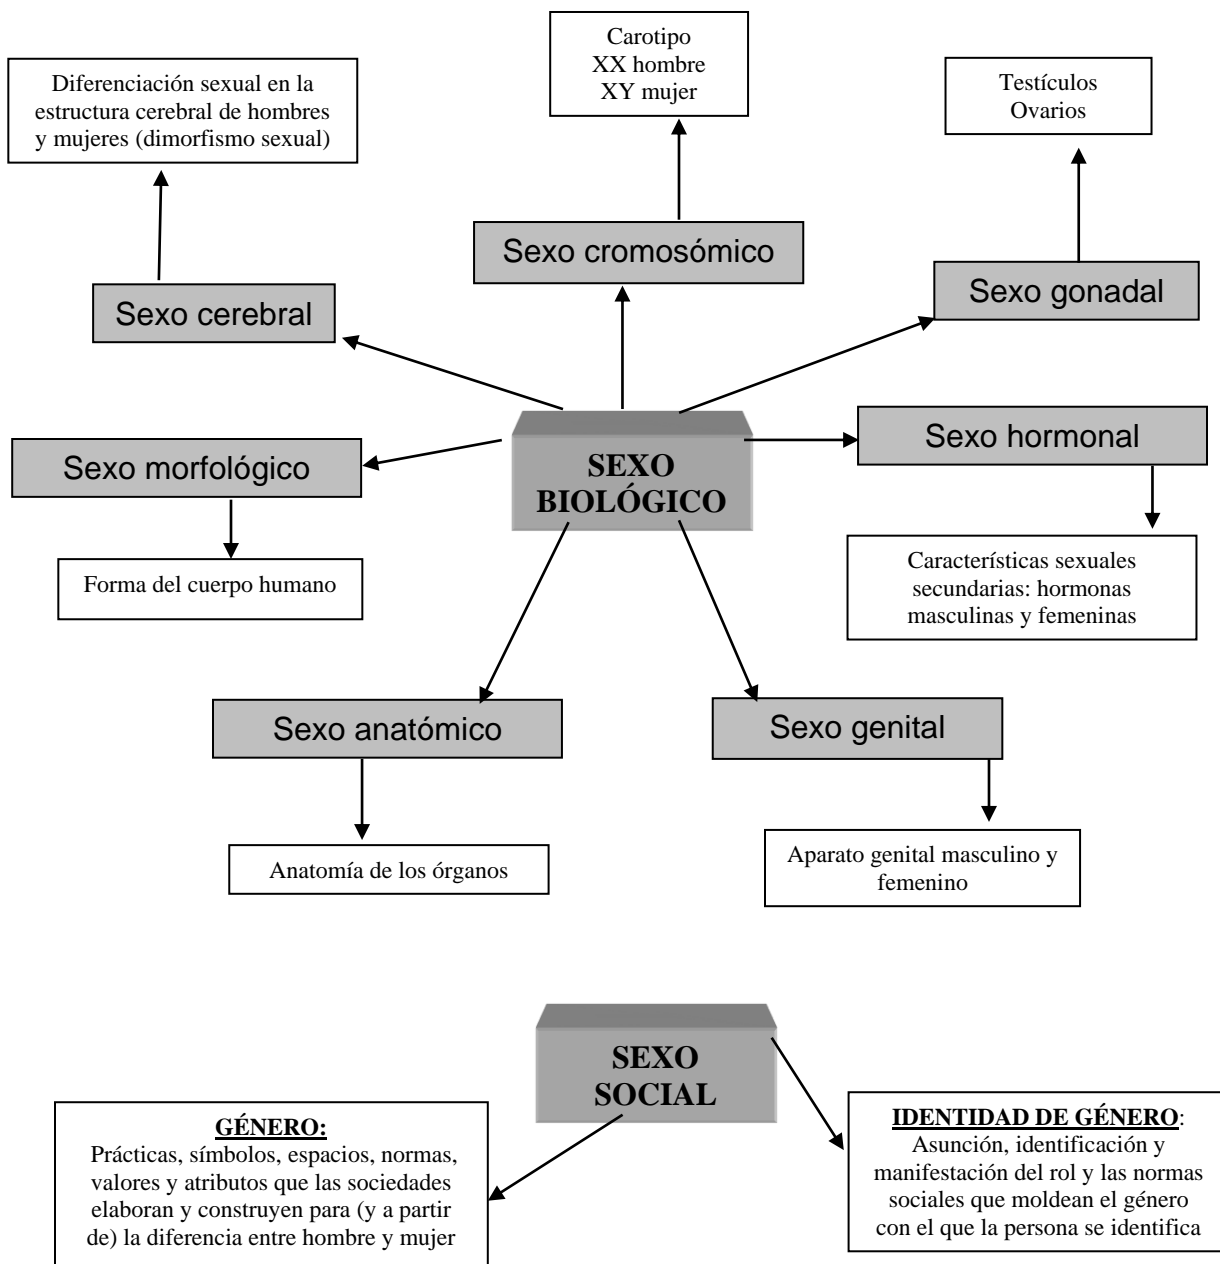 Carotipo
XX hombre
XY mujer
Diferenciación sexual en la
estructura cerebral de hombres
y mujeres (dimorfismo sexual)
Testículos
Ovarios
Sexo cromosómico
Sexo gonadal
Sexo cerebral
Sexo hormonal
Sexo morfológico
SEXO
BIOLÓGICO
Características sexuales
secundarias: hormonas
masculinas y femeninas
Forma del cuerpo humano
Sexo anatómico
Sexo genital
Anatomía de los órganos
Aparato genital masculino y
femenino
SEXO
SOCIAL
GÉNERO:
Prácticas, símbolos, espacios, normas,
valores y atributos que las sociedades
elaboran y construyen para (y a partir
de) la diferencia entre hombre y mujer
IDENTIDAD DE GÉNERO:
Asunción, identificación y
manifestación del rol y las normas
sociales que moldean el género
con el que la persona se identifica